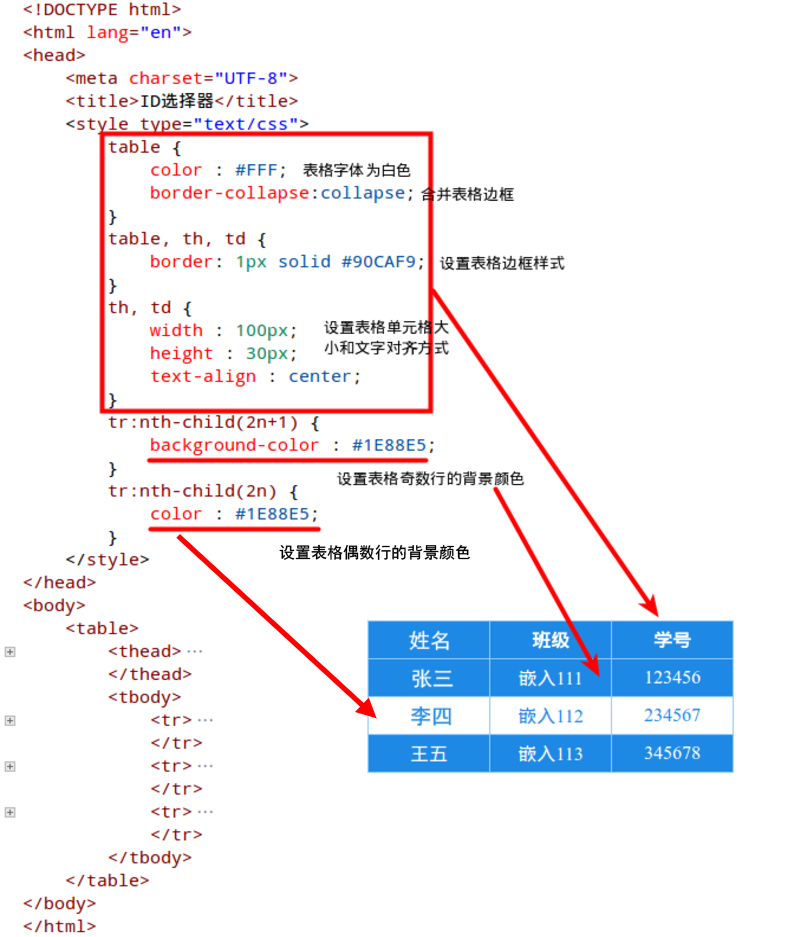 <!DOCTYPE html>
<html lang="en">
<head>
<meta charset="UTF-8">
<title>ID选择器</title>
<style type="text/css">
table {
color : #FFF; 表格字体为白色
border-collapse:collapse; 合并表格边框
}
table, th, td {
border: 1px solid #90CAF9; 设置表格边框样式
}
th, td {
width : 100px; 设置表格单元格大
height : 30px; 小和文字对齐方式
text-align : center;
}
tr:nth-child(2n+1) {
background-color : #1E88E5;
}
设置表格奇数行的背景颜色
tr:nth-child(2n) {
color : #1E88E5;
}
设置表格偶数行的背景颜色
</style>
</head>
<body>
<table>
<thead> ...
</thead>
<tbody>
<tr> ...
</tr>
<tr> ...
</tr>
<tr> ...
</tr>
</tbody>
</table>
</body>
</html>
姓名 班级 学号
张三 嵌入111 123456
李四 嵌入112 234567
王五 嵌入113 345678